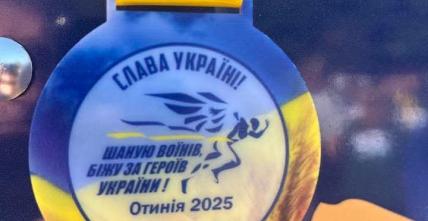 СЛАВА УКРАЇНІ!
ШАНУЮ ВОЇНІВ,
БІЖУ ЗА ГЕРОЇВ
УКРАЇНИ!
Отинія 2025